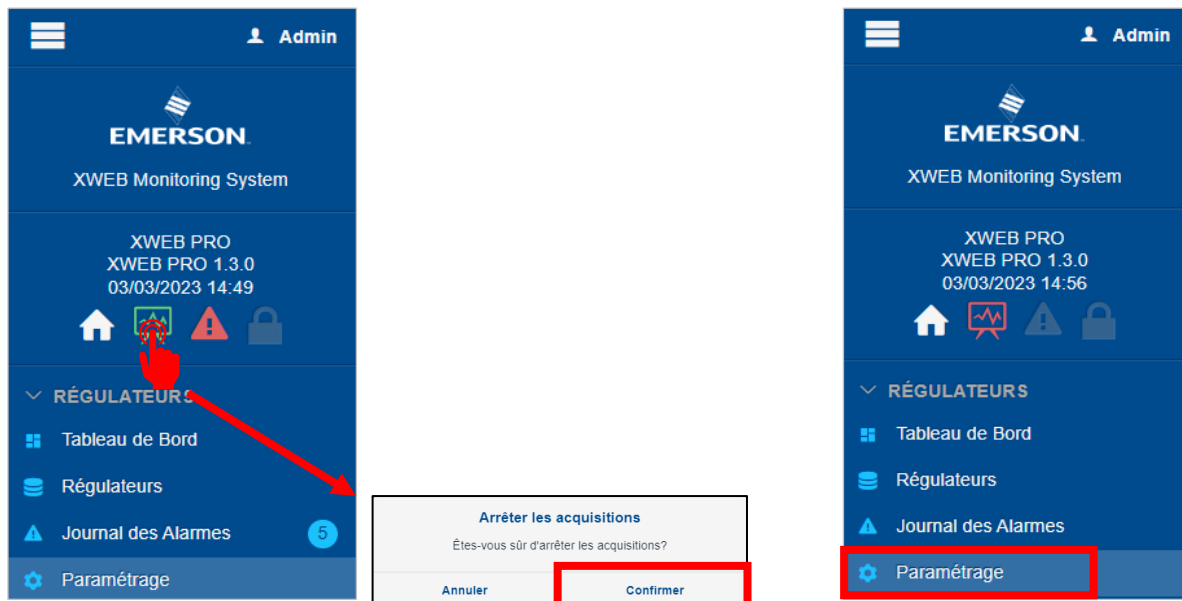 Admin
EMERSON.
XWEB Monitoring System
XWEB PRO
XWEB PRO 1.3.0
03/03/2023 14:49
RÉGULATEURS
Tableau de Bord
Régulateurs
Journal des Alarmes 5
Paramétrage
Arrêter les acquisitions
Êtes-vous sûr d'arrêter les acquisitions?
Annuler Confirmer
Admin
EMERSON.
XWEB Monitoring System
XWEB PRO
XWEB PRO 1.3.0
03/03/2023 14:56
RÉGULATEURS
Tableau de Bord
Régulateurs
Journal des Alarmes
Paramétrage